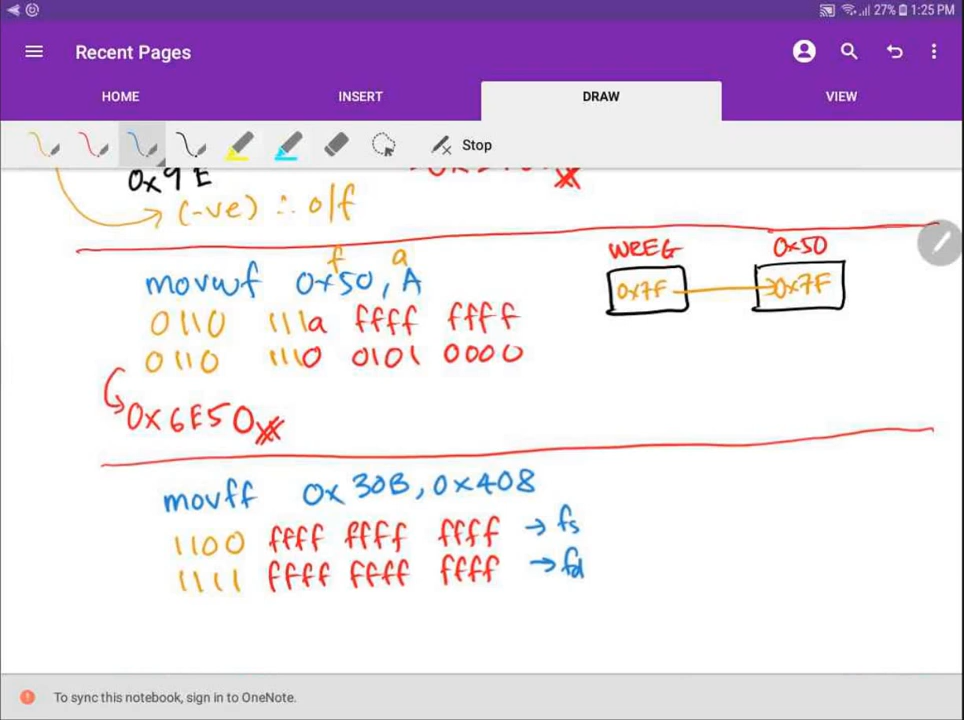 27% 1:25 PM
Recent Pages
HOME INSERT DRAW VIEW
Stop
0x9E
(-ve) ∴ o/f
f a
WREG 0x50
movwf 0x50, A
0x7F 0x7F
0110 111a ffff ffff
0110 1110 0101 0000
0x6E50
movff 0x30B, 0x408
1100 ffff ffff ffff → fs
1111 ffff ffff ffff → fd
To sync this notebook, sign in to OneNote.